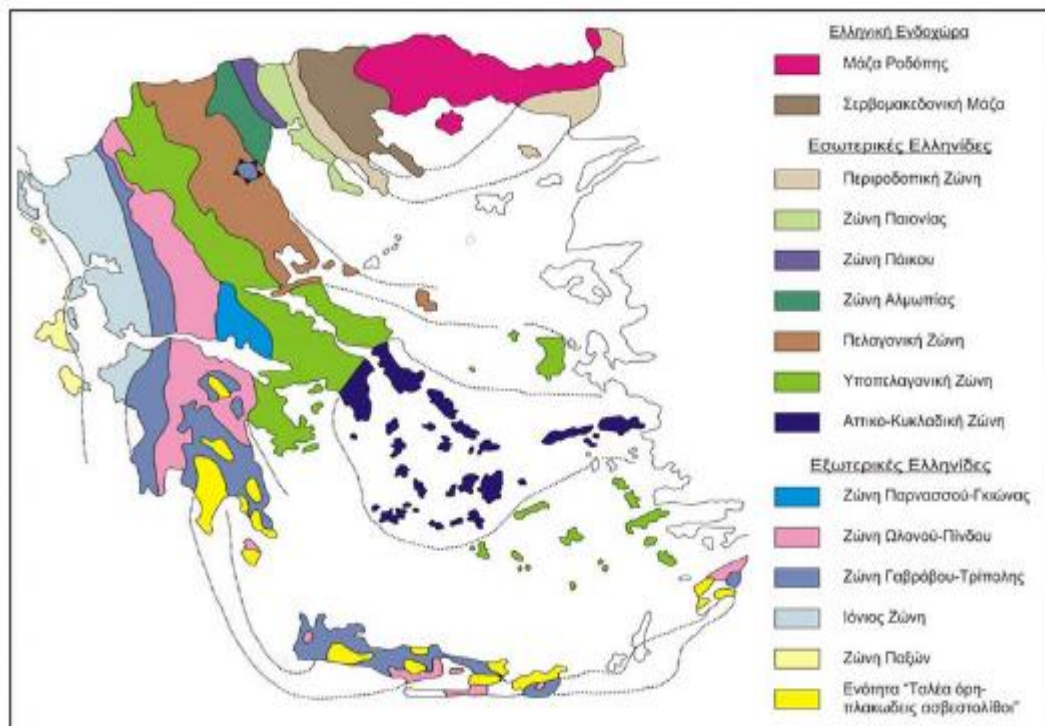 Ελληνική Ενδοχώρα
Μάζα Ροδόπης
Σερβομακεδονική Μάζα
Εσωτερικές Ελληνίδες
Περιροδοπική Ζώνη
Ζώνη Παιονίας
Ζώνη Πάικου
Ζώνη Αλμωπίας
Πελαγονική Ζώνη
Υποπελαγονική Ζώνη
Αττικο-Κυκλαδική Ζώνη
Εξωτερικές Ελληνίδες
Ζώνη Παρνασσού-Γκιώνας
Ζώνη Ωλονού-Πίνδου
Ζώνη Γαβρόβου-Τρίπολης
Ιόνιος Ζώνη
Ζώνη Παξών
Ενότητα “Ταλέα όρη-
πλακώδεις ασβεστολίθοι”